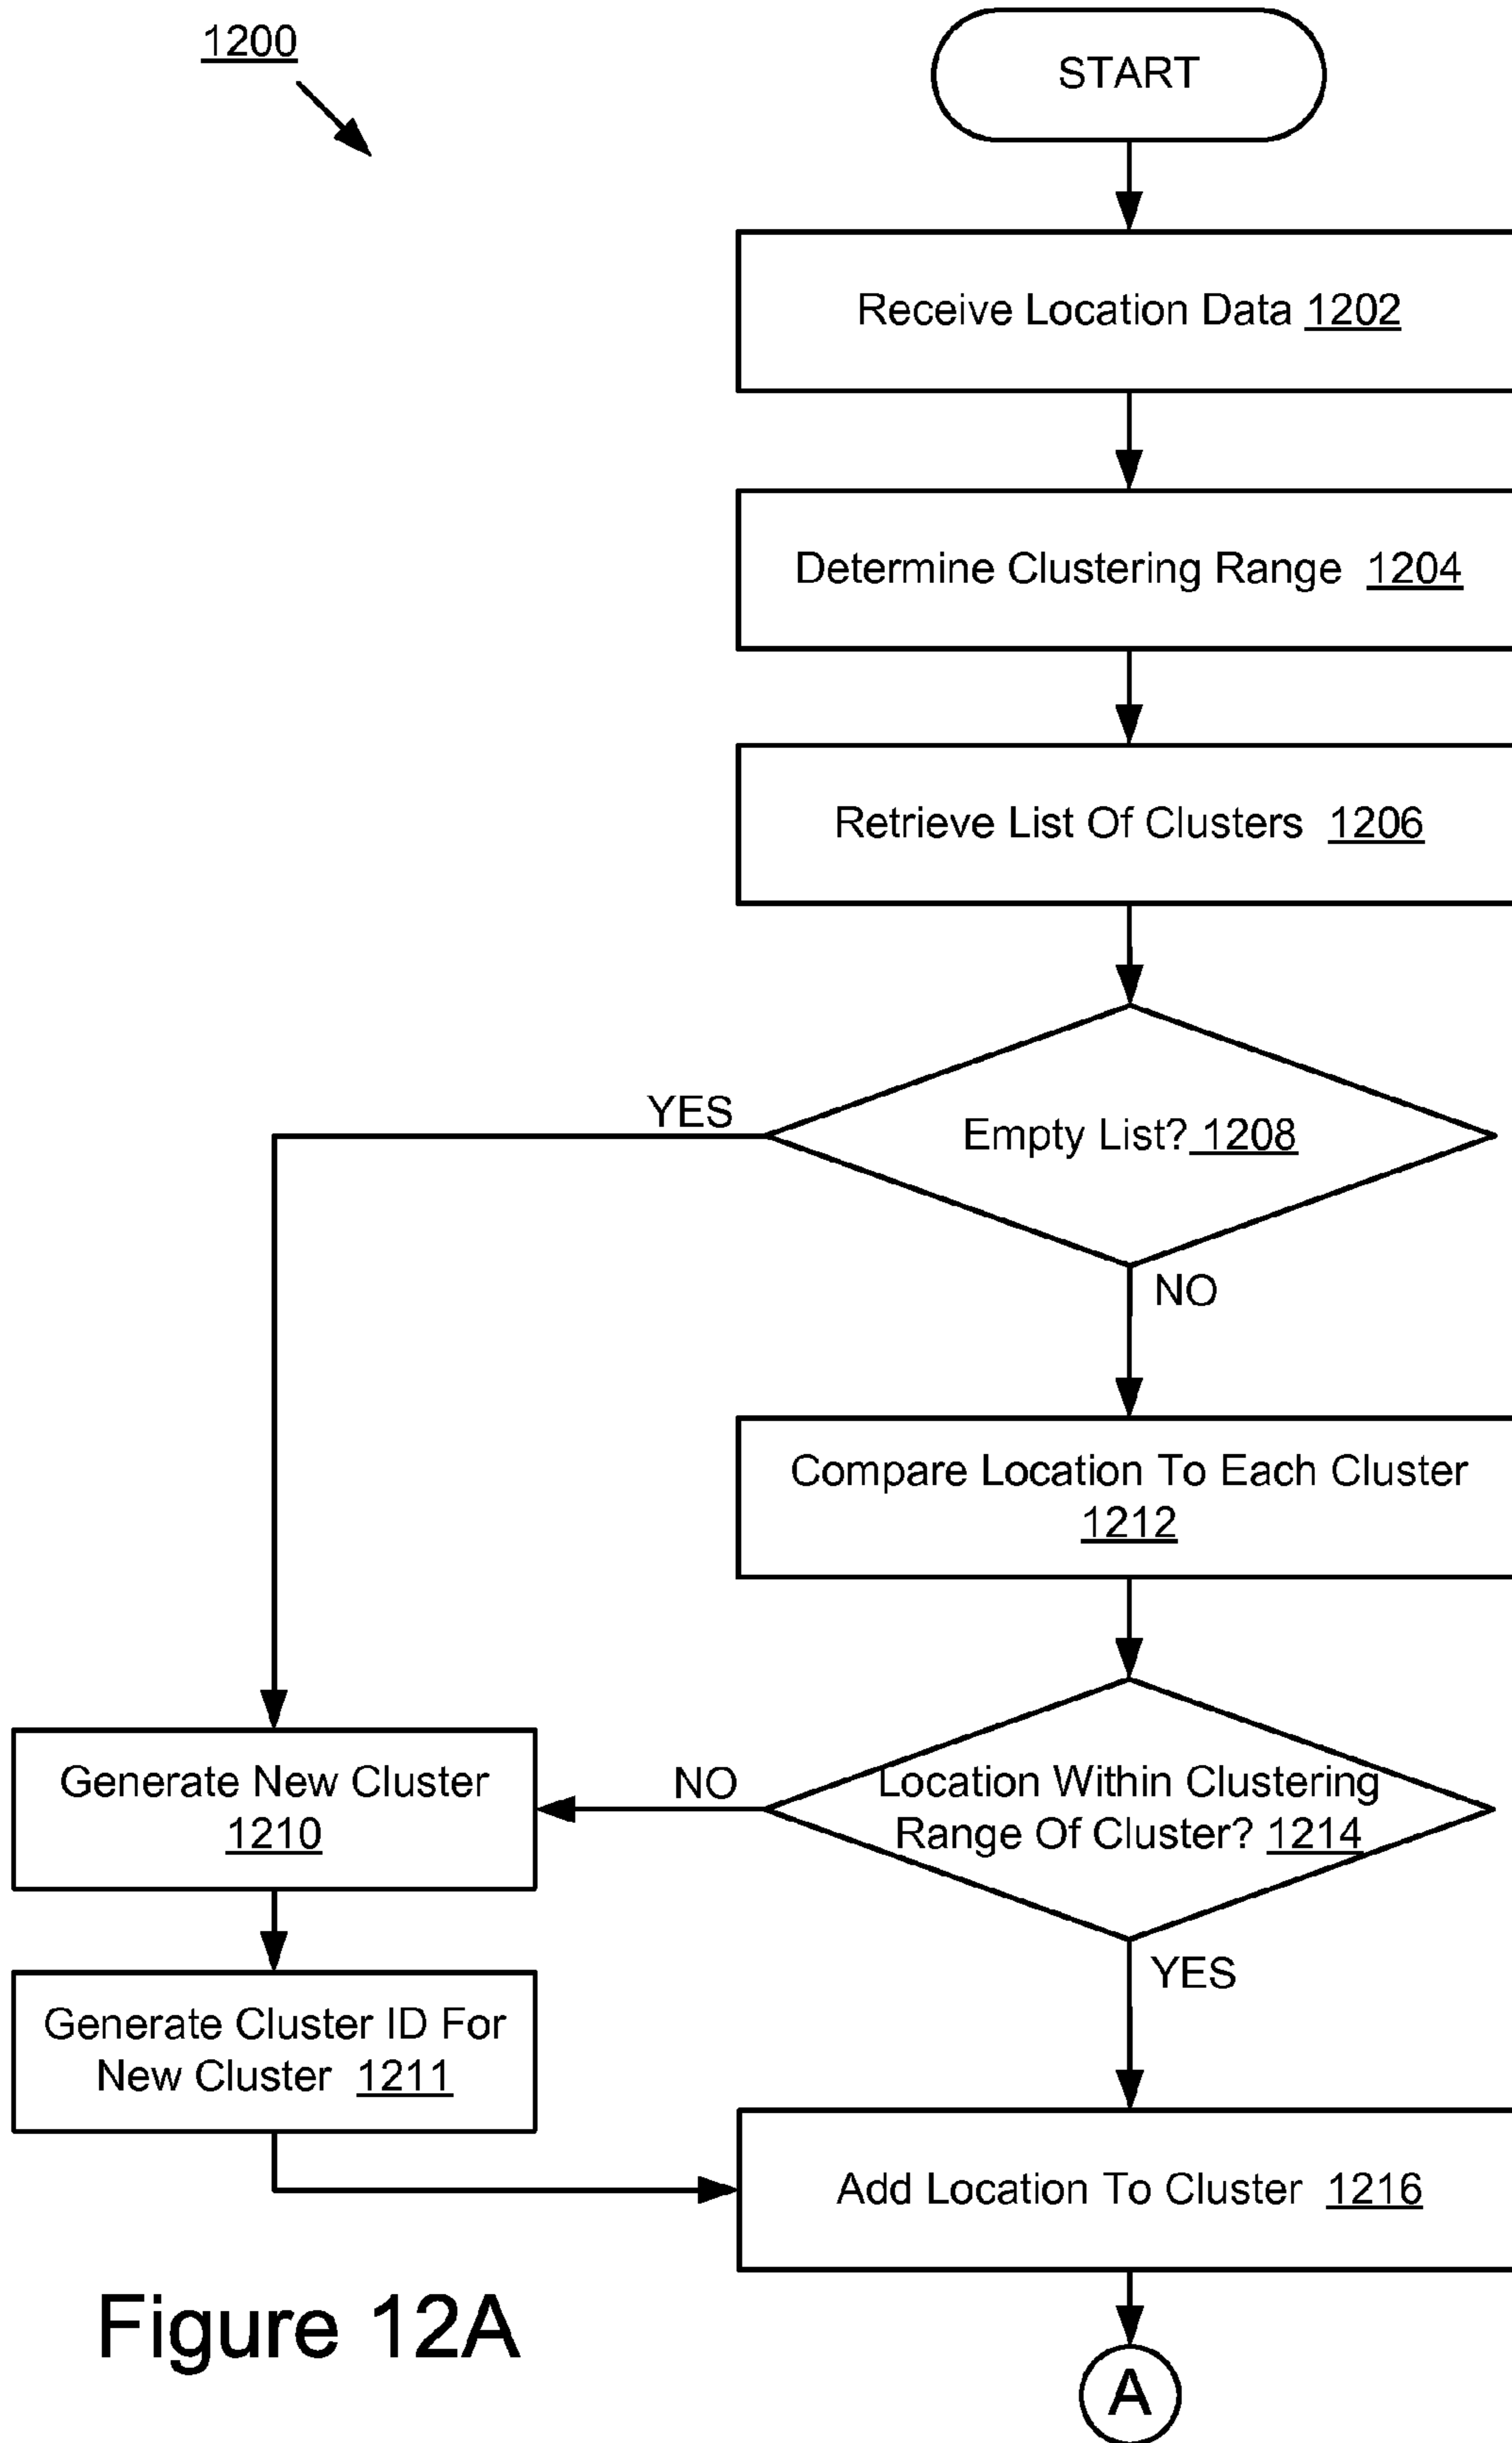 1200
START
Receive Location Data 1202
Determine Clustering Range 1204
Retrieve List Of Clusters 1206
YES
Empty List? 1208
NO
Compare Location To Each Cluster
1212
Generate New Cluster
1210
NO
Location Within Clustering
Range Of Cluster? 1214
YES
Generate Cluster ID For
New Cluster 1211
Add Location To Cluster 1216
Figure 12A
A